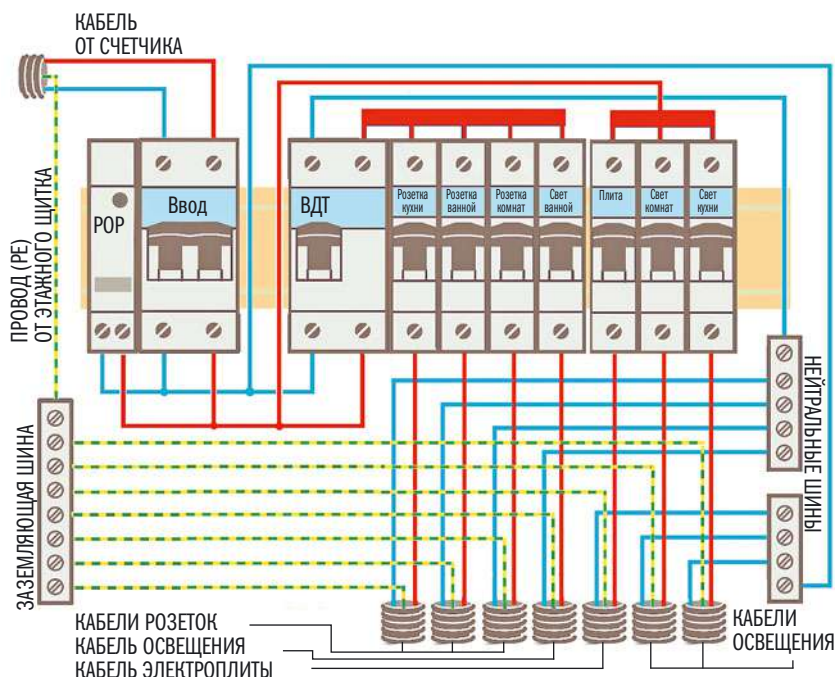 КАБЕЛЬ
ОТ СЧЕТЧИКА
ПРОВОД (PE)
ОТ ЭТАЖНОГО ЩИТКА
РОР
Ввод
ВДТ
Розетка
кухни
Розетка
ванной
Розетка
комнат
Свет
ванной
Плита
Свет
комнат
Свет
кухни
ЗАЗЕМЛЯЮЩАЯ ШИНА
НЕЙТРАЛЬНЫЕ ШИНЫ
КАБЕЛИ РОЗЕТОК
КАБЕЛЬ ОСВЕЩЕНИЯ
КАБЕЛЬ ЭЛЕКТРОПЛИТЫ
КАБЕЛИ
ОСВЕЩЕНИЯ